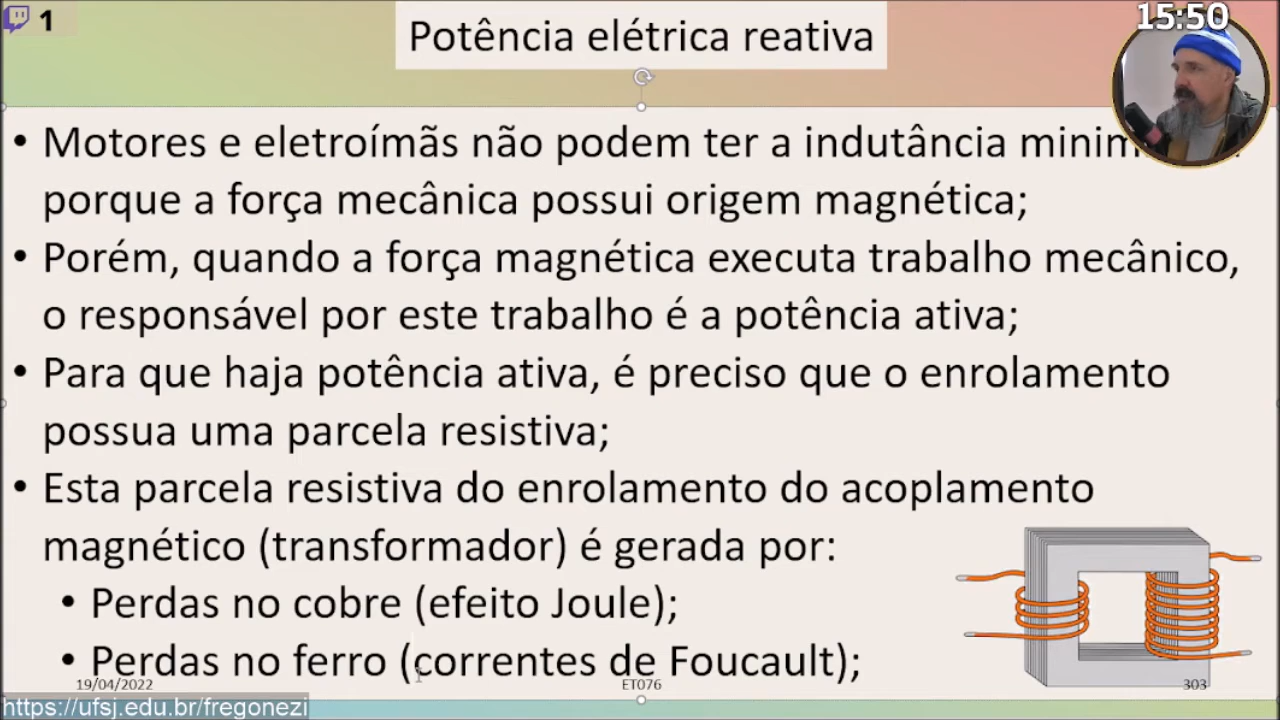 1
15:50
Potência elétrica reativa
• Motores e eletroímãs não podem ter a indutância
porque a força mecânica possui origem magnética;
• Porém, quando a força magnética executa trabalho mecânico,
o responsável por este trabalho é a potência ativa;
• Para que haja potência ativa, é preciso que o enrolamento
possua uma parcela resistiva;
• Esta parcela resistiva do enrolamento do acoplamento
magnético (transformador) é gerada por:
• Perdas no cobre (efeito Joule);
• Perdas no ferro (correntes de Foucault);
19/04/2022
ET076
303
https://ufsj.edu.br/fregonezi